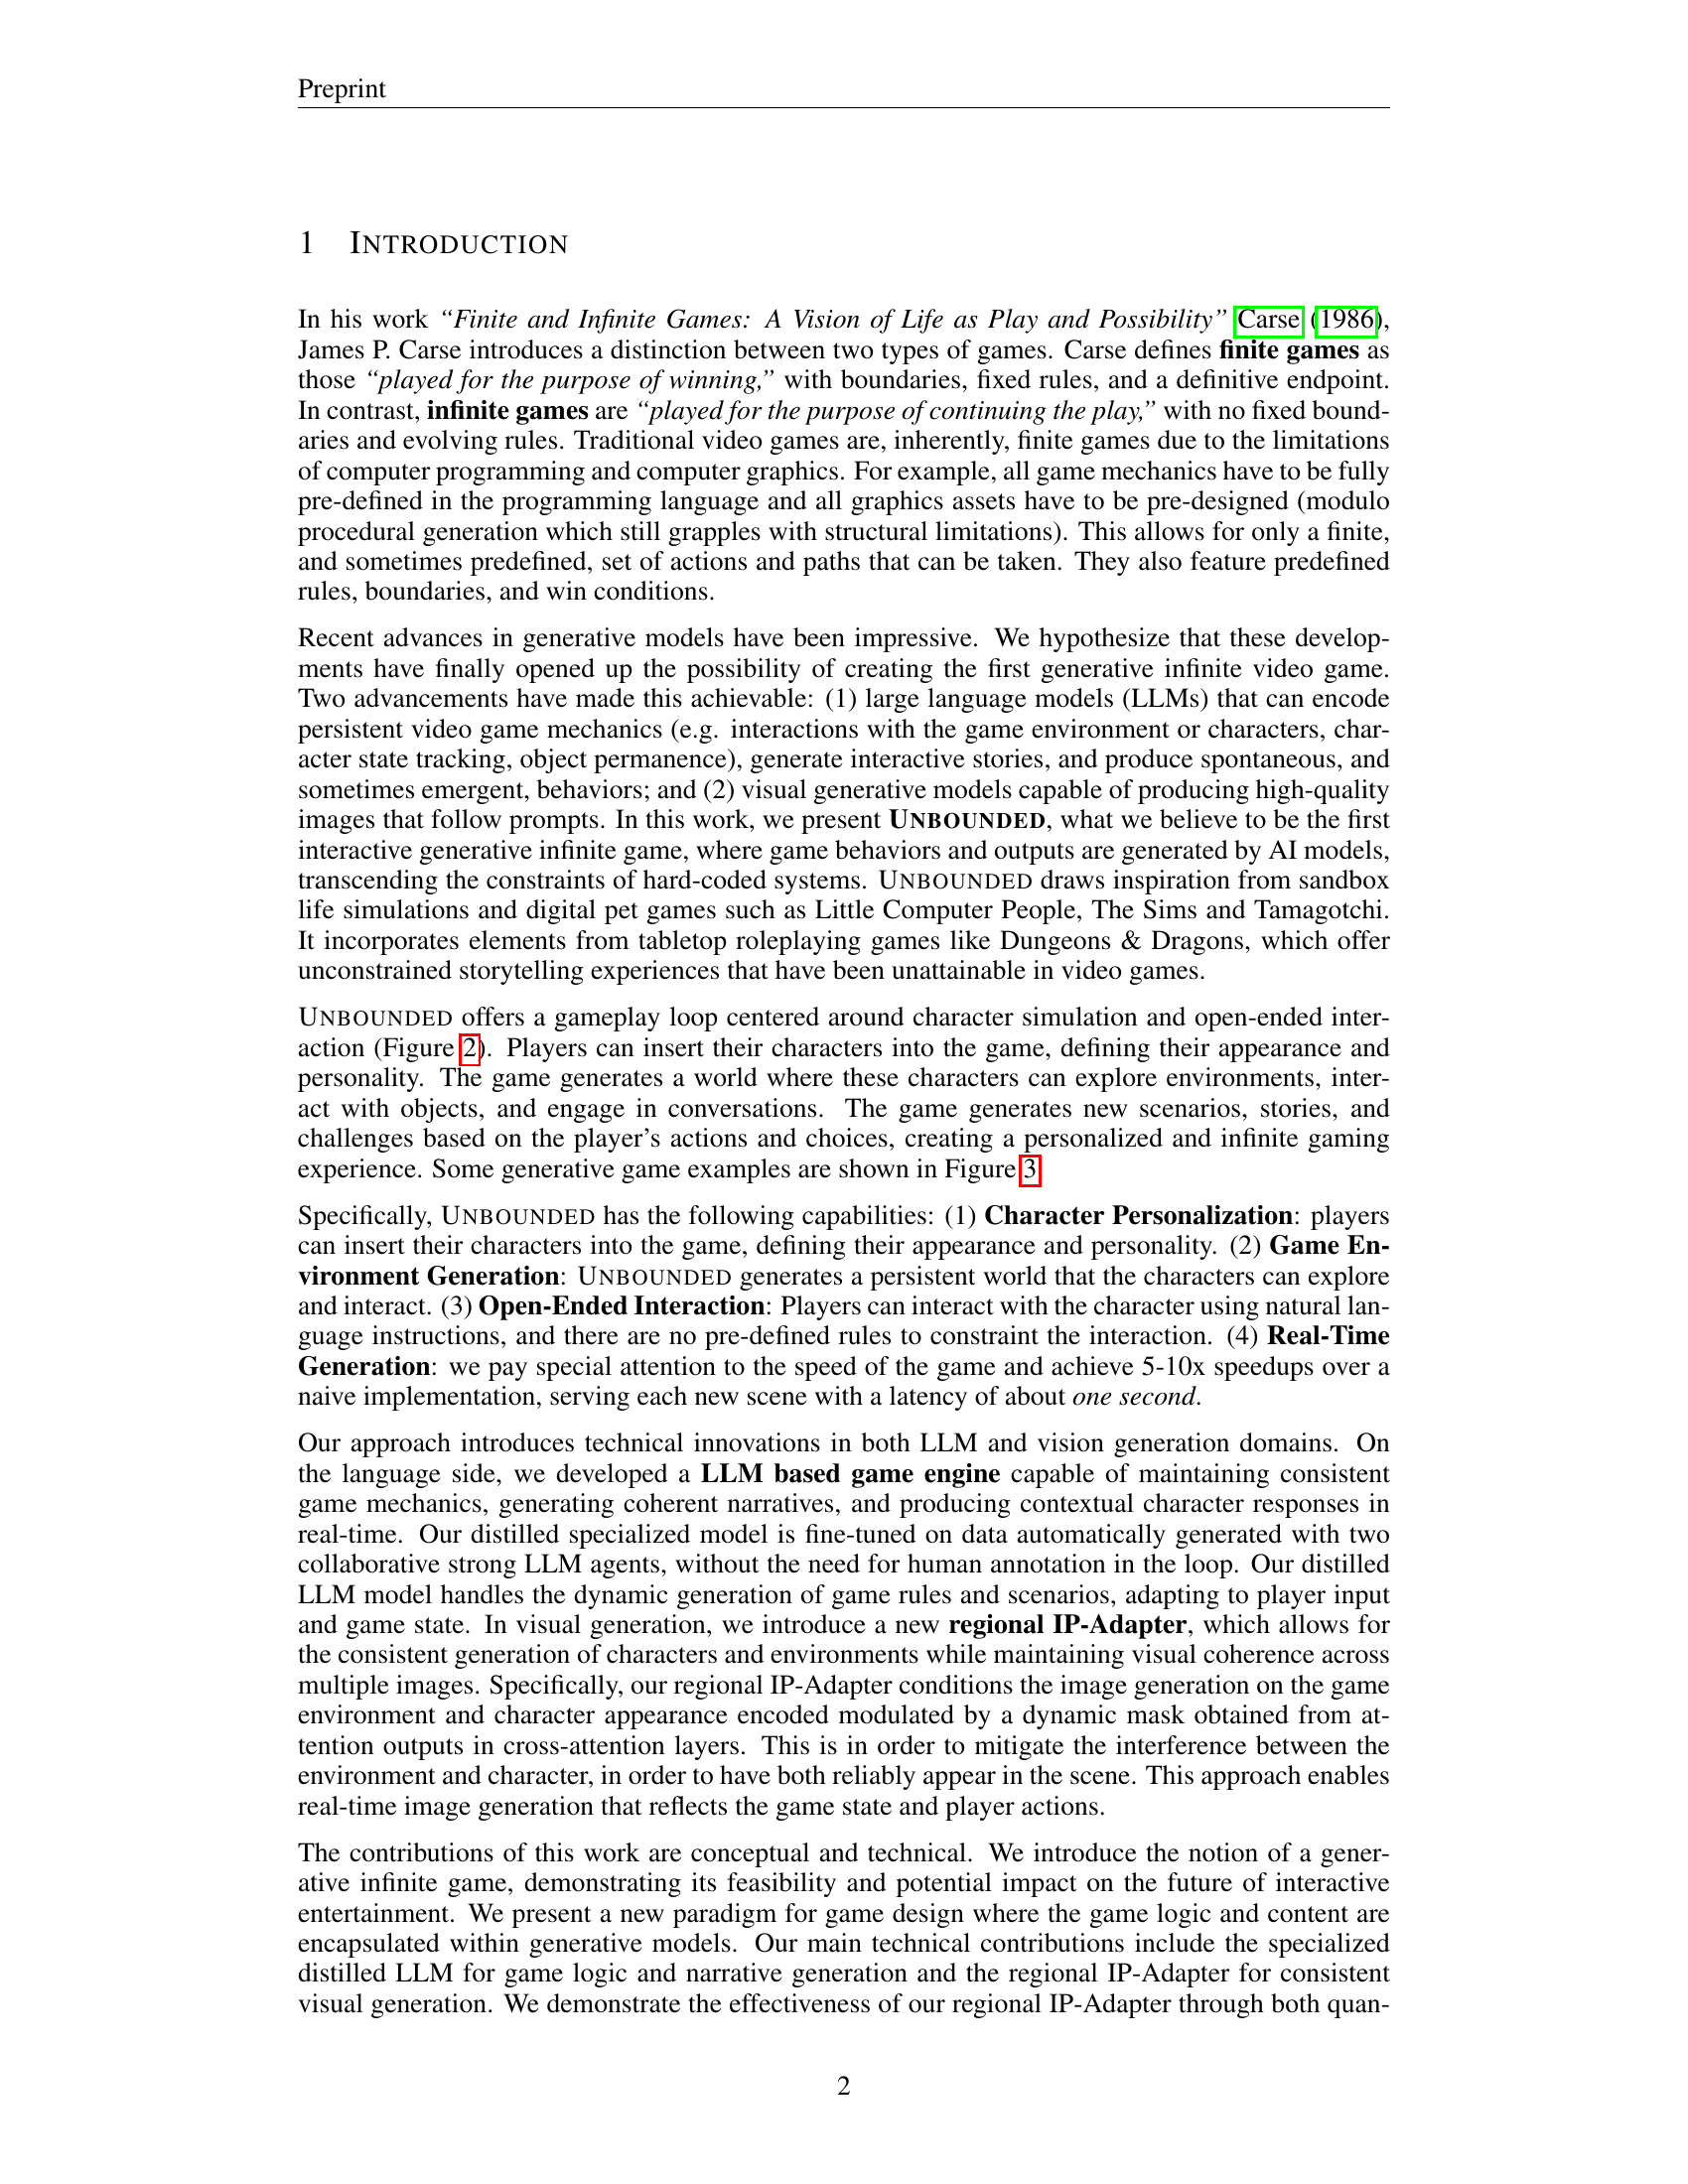 Preprint
1 INTRODUCTION
In his work “Finite and Infinite Games: A Vision of Life as Play and Possibility” Carse (1986),
James P. Carse introduces a distinction between two types of games. Carse defines finite games as
those “played for the purpose of winning,” with boundaries, fixed rules, and a definitive endpoint.
In contrast, infinite games are “played for the purpose of continuing the play,” with no fixed bound-
aries and evolving rules. Traditional video games are, inherently, finite games due to the limitations
of computer programming and computer graphics. For example, all game mechanics have to be fully
pre-defined in the programming language and all graphics assets have to be pre-designed (modulo
procedural generation which still grapples with structural limitations). This allows for only a finite,
and sometimes predefined, set of actions and paths that can be taken. They also feature predefined
rules, boundaries, and win conditions.
Recent advances in generative models have been impressive. We hypothesize that these develop-
ments have finally opened up the possibility of creating the first generative infinite video game.
Two advancements have made this achievable: (1) large language models (LLMs) that can encode
persistent video game mechanics (e.g. interactions with the game environment or characters, char-
acter state tracking, object permanence), generate interactive stories, and produce spontaneous, and
sometimes emergent, behaviors; and (2) visual generative models capable of producing high-quality
images that follow prompts. In this work, we present UNBOUNDED, what we believe to be the first
interactive generative infinite game, where game behaviors and outputs are generated by AI models,
transcending the constraints of hard-coded systems. UNBOUNDED draws inspiration from sandbox
life simulations and digital pet games such as Little Computer People, The Sims and Tamagotchi.
It incorporates elements from tabletop roleplaying games like Dungeons & Dragons, which offer
unconstrained storytelling experiences that have been unattainable in video games.
UNBOUNDED offers a gameplay loop centered around character simulation and open-ended inter-
action (Figure 2). Players can insert their characters into the game, defining their appearance and
personality. The game generates a world where these characters can explore environments, inter-
act with objects, and engage in conversations. The game generates new scenarios, stories, and
challenges based on the player’s actions and choices, creating a personalized and infinite gaming
experience. Some generative game examples are shown in Figure 3
Specifically, UNBOUNDED has the following capabilities: (1) Character Personalization: players
can insert their characters into the game, defining their appearance and personality. (2) Game En-
vironment Generation: UNBOUNDED generates a persistent world that the characters can explore
and interact. (3) Open-Ended Interaction: Players can interact with the character using natural lan-
guage instructions, and there are no pre-defined rules to constraint the interaction. (4) Real-Time
Generation: we pay special attention to the speed of the game and achieve 5-10x speedups over a
naive implementation, serving each new scene with a latency of about one second.
Our approach introduces technical innovations in both LLM and vision generation domains. On
the language side, we developed a LLM based game engine capable of maintaining consistent
game mechanics, generating coherent narratives, and producing contextual character responses in
real-time. Our distilled specialized model is fine-tuned on data automatically generated with two
collaborative strong LLM agents, without the need for human annotation in the loop. Our distilled
LLM model handles the dynamic generation of game rules and scenarios, adapting to player input
and game state. In visual generation, we introduce a new regional IP-Adapter, which allows for
the consistent generation of characters and environments while maintaining visual coherence across
multiple images. Specifically, our regional IP-Adapter conditions the image generation on the game
environment and character appearance encoded modulated by a dynamic mask obtained from at-
tention outputs in cross-attention layers. This is in order to mitigate the interference between the
environment and character, in order to have both reliably appear in the scene. This approach enables
real-time image generation that reflects the game state and player actions.
The contributions of this work are conceptual and technical. We introduce the notion of a gener-
ative infinite game, demonstrating its feasibility and potential impact on the future of interactive
entertainment. We present a new paradigm for game design where the game logic and content are
encapsulated within generative models. Our main technical contributions include the specialized
distilled LLM for game logic and narrative generation and the regional IP-Adapter for consistent
visual generation. We demonstrate the effectiveness of our regional IP-Adapter through both quan-
2